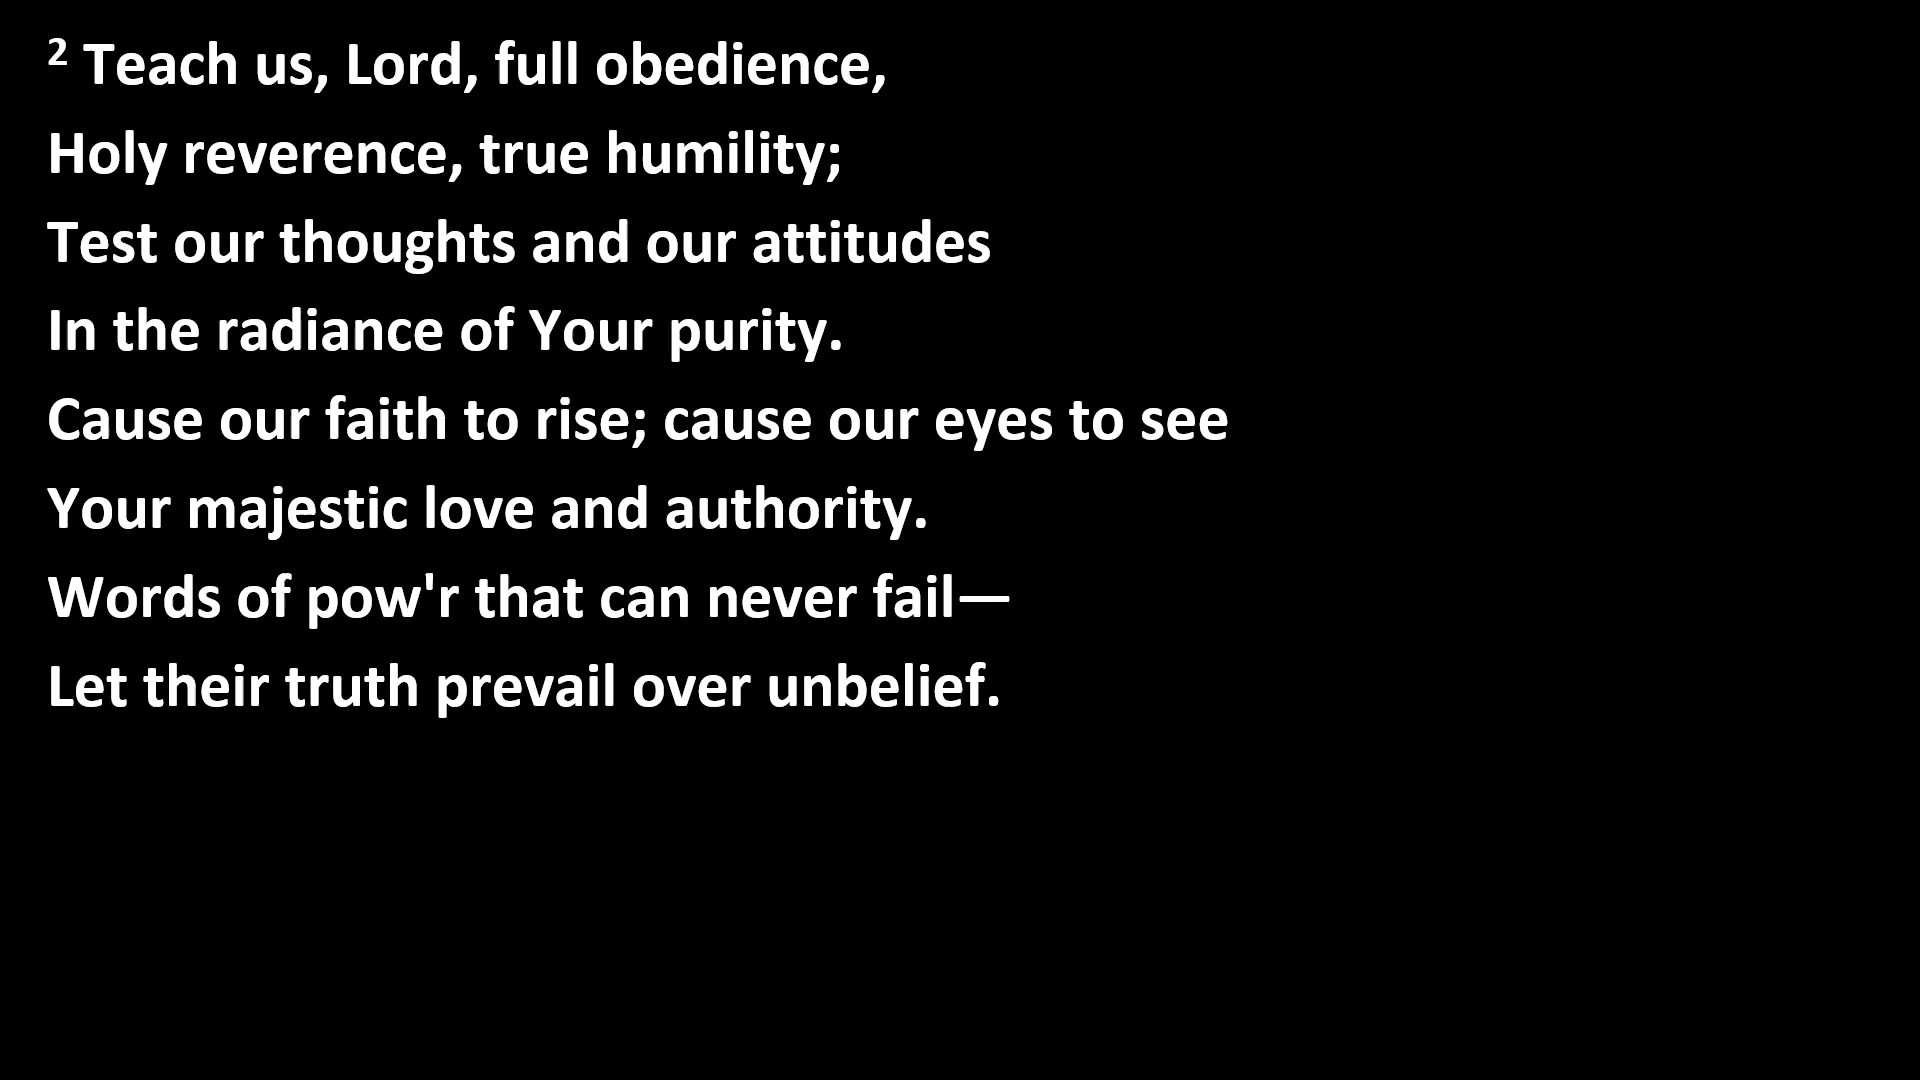 ² Teach us, Lord, full obedience,
Holy reverence, true humility;
Test our thoughts and our attitudes
In the radiance of Your purity.
Cause our faith to rise; cause our eyes to see
Your majestic love and authority.
Words of pow'r that can never fail—
Let their truth prevail over unbelief.